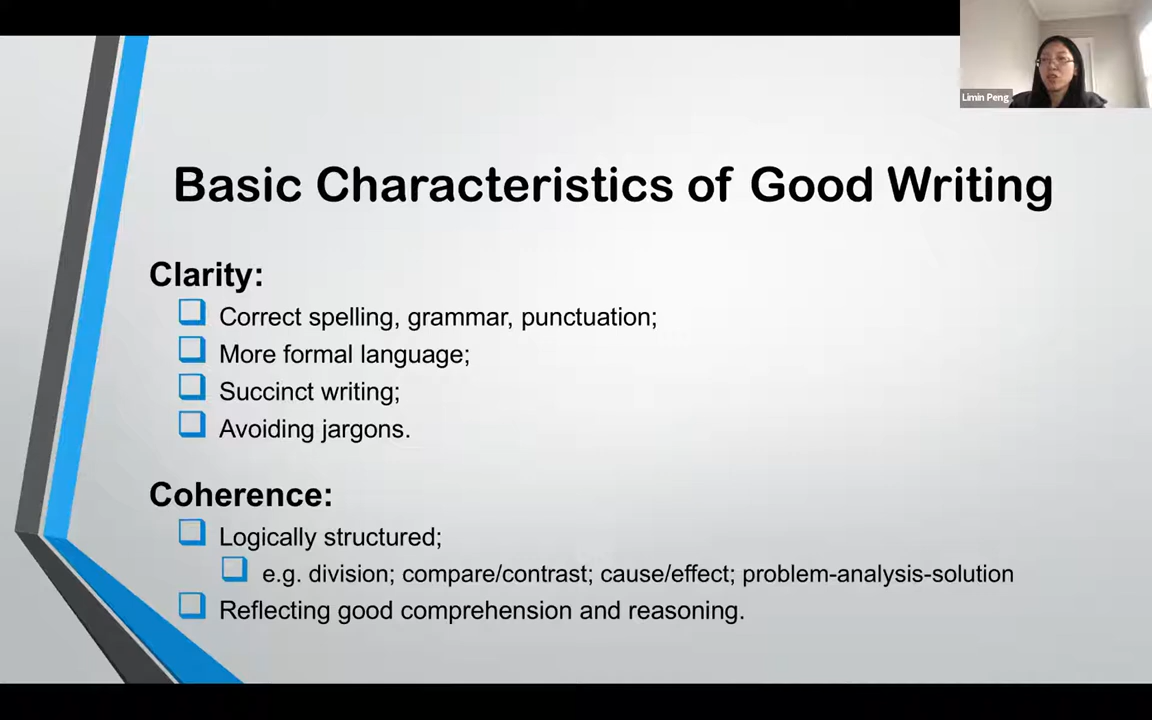 Limin Peng
Basic Characteristics of Good Writing
Clarity:
Correct spelling, grammar, punctuation;
More formal language;
Succinct writing;
Avoiding jargons.
Coherence:
Logically structured;
e.g. division; compare/contrast; cause/effect; problem-analysis-solution
Reflecting good comprehension and reasoning.